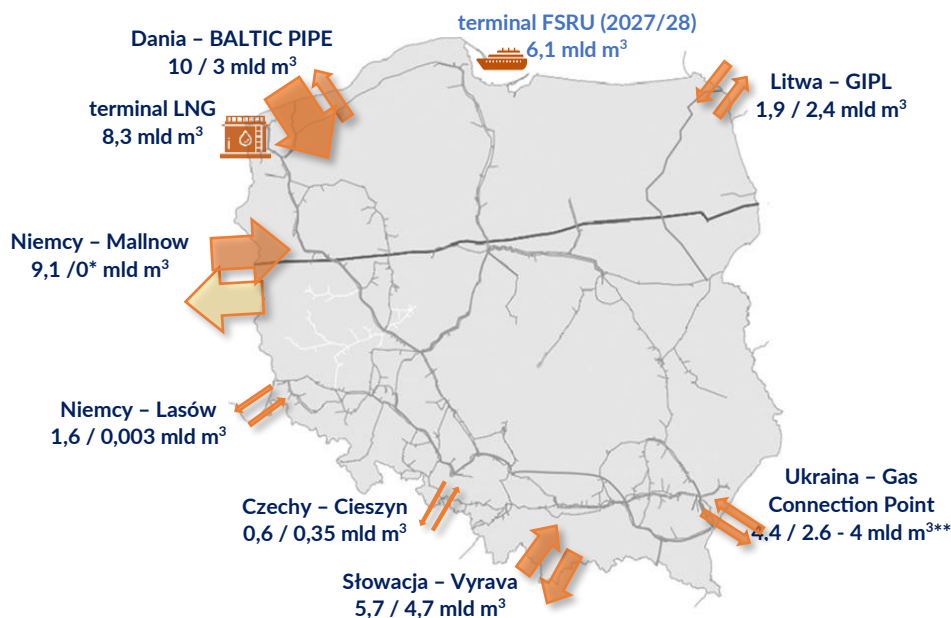 terminal FSRU (2027/28)
6,1 mld m³
Dania – BALTIC PIPE
10 / 3 mld m³
terminal LNG
8,3 mld m³
Litwa – GIPL
1,9 / 2,4 mld m³
Niemcy – Mallnow
9,1 /0* mld m³
Niemcy – Lasów
1,6 / 0,003 mld m³
Czechy – Cieszyn
0,6 / 0,35 mld m³
Słowacja – Vyrava
5,7 / 4,7 mld m³
Ukraina – Gas
Connection Point
4,4 / 2.6 - 4 mld m³**